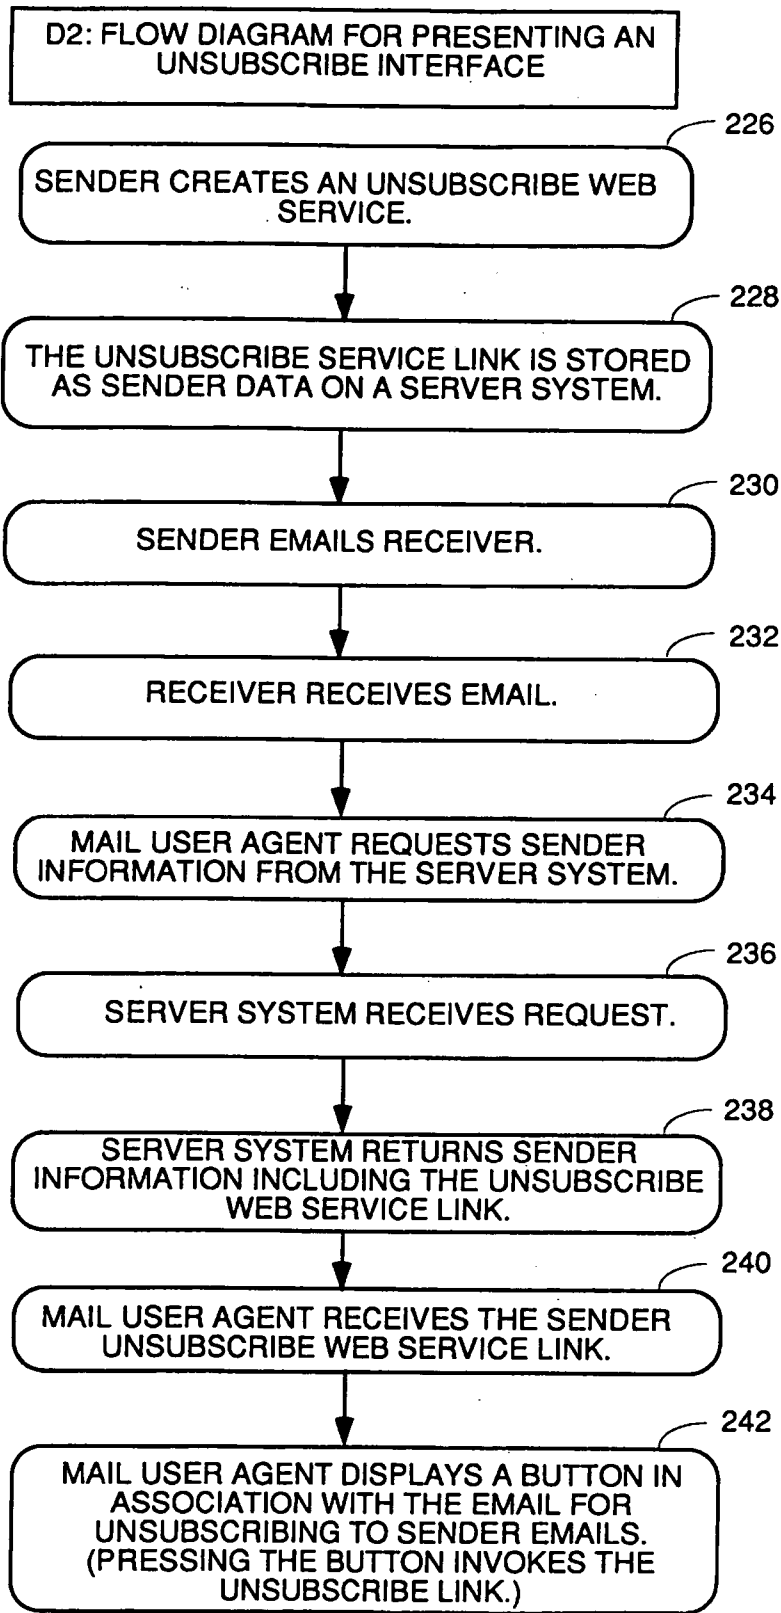 D2: FLOW DIAGRAM FOR PRESENTING AN
UNSUBSCRIBE INTERFACE
226
SENDER CREATES AN UNSUBSCRIBE WEB
SERVICE.
228
THE UNSUBSCRIBE SERVICE LINK IS STORED
AS SENDER DATA ON A SERVER SYSTEM.
230
SENDER EMAILS RECEIVER.
232
RECEIVER RECEIVES EMAIL.
234
MAIL USER AGENT REQUESTS SENDER
INFORMATION FROM THE SERVER SYSTEM.
236
SERVER SYSTEM RECEIVES REQUEST.
238
SERVER SYSTEM RETURNS SENDER
INFORMATION INCLUDING THE UNSUBSCRIBE
WEB SERVICE LINK.
240
MAIL USER AGENT RECEIVES THE SENDER
UNSUBSCRIBE WEB SERVICE LINK.
242
MAIL USER AGENT DISPLAYS A BUTTON IN
ASSOCIATION WITH THE EMAIL FOR
UNSUBSCRIBING TO SENDER EMAILS.
(PRESSING THE BUTTON INVOKES THE
UNSUBSCRIBE LINK.)